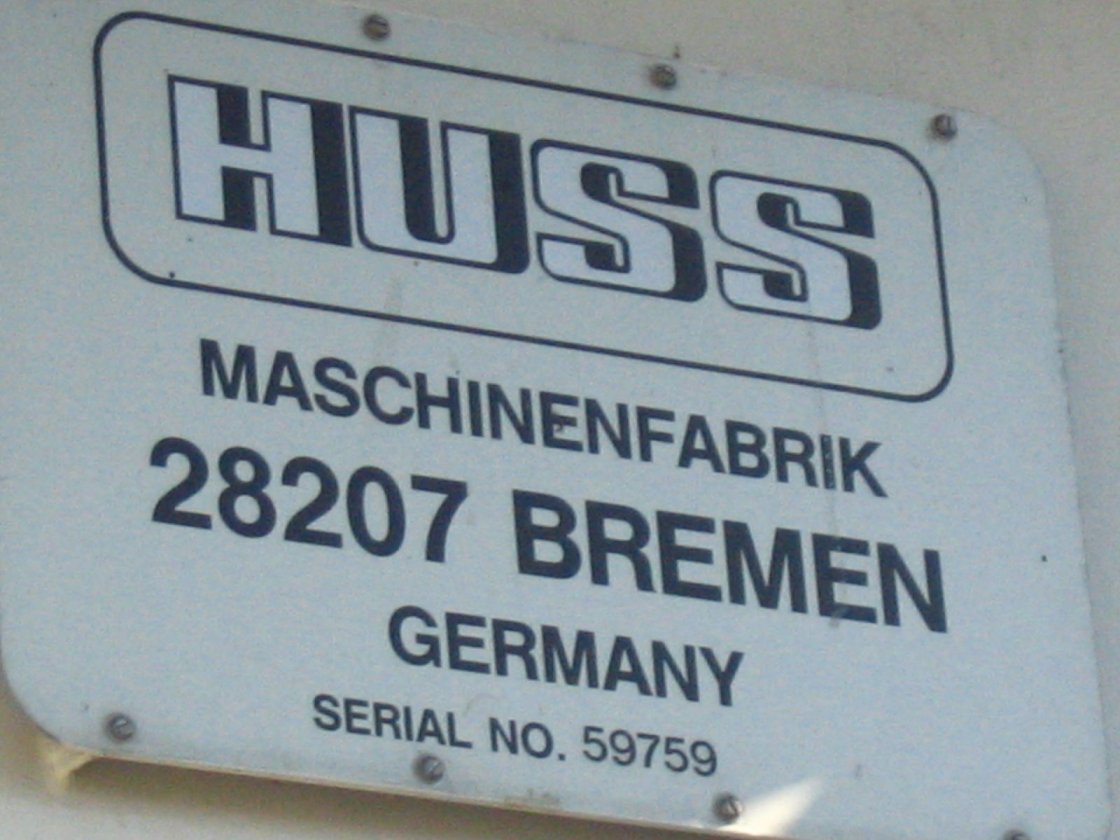 HUSS
MASCHINENFABRIK
28207 BREMEN
GERMANY
SERIAL NO. 59759